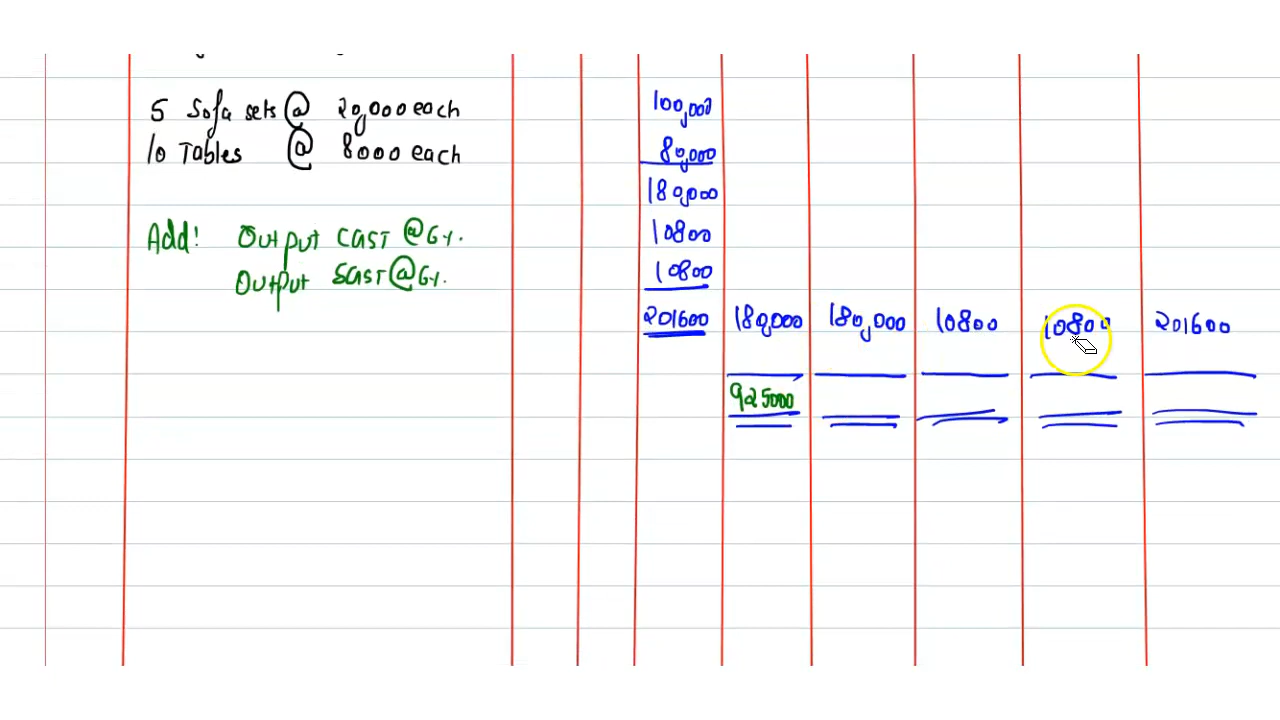 5 Sofa sets @ 20,000 each 100,000
10 Tables @ 8000 each 80,000
180,000
Add: Output CGST @6%. 10800
Output SGST @6%. 10800
201600 180,000 180,000 10800 10800 201600
925000